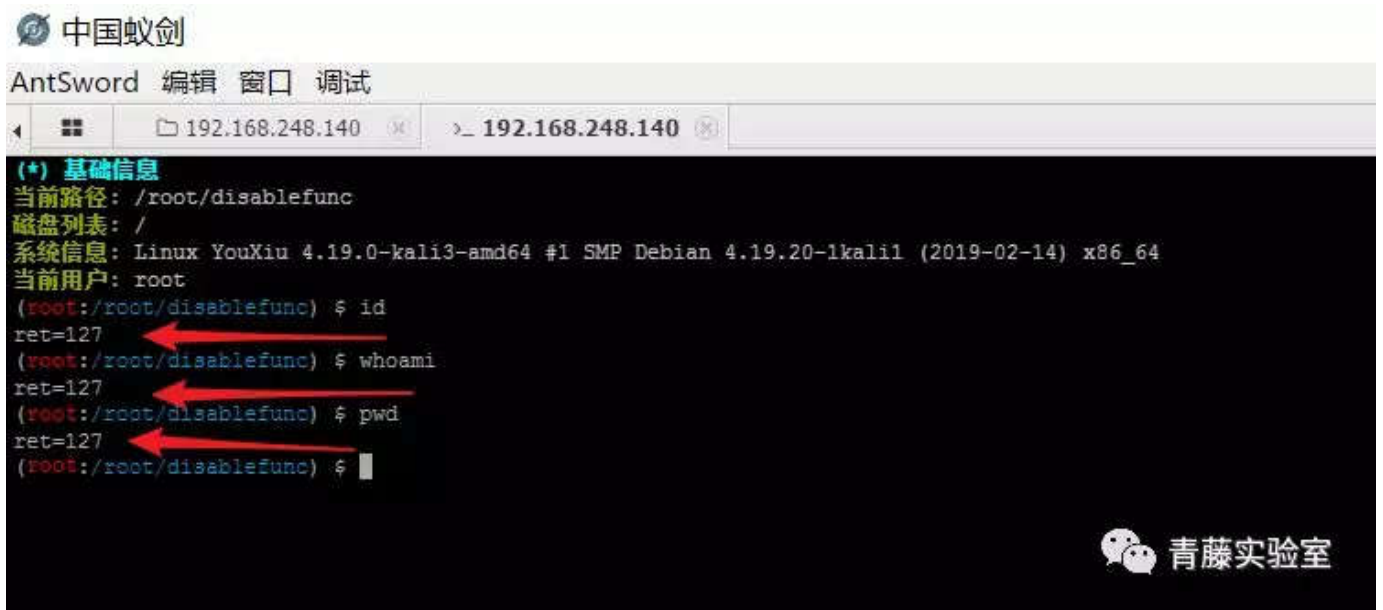 中国蚁剑
AntSword 编辑 窗口 调试
192.168.248.140 >_ 192.168.248.140
(*) 基础信息
当前路径: /root/disablefunc
磁盘列表: /
系统信息: Linux YouXiu 4.19.0-kali3-amd64 #1 SMP Debian 4.19.20-1kali1 (2019-02-14) x86_64
当前用户: root
(root:/root/disablefunc) $ id
ret=127
(root:/root/disablefunc) $ whoami
ret=127
(root:/root/disablefunc) $ pwd
ret=127
(root:/root/disablefunc) $
青藤实验室